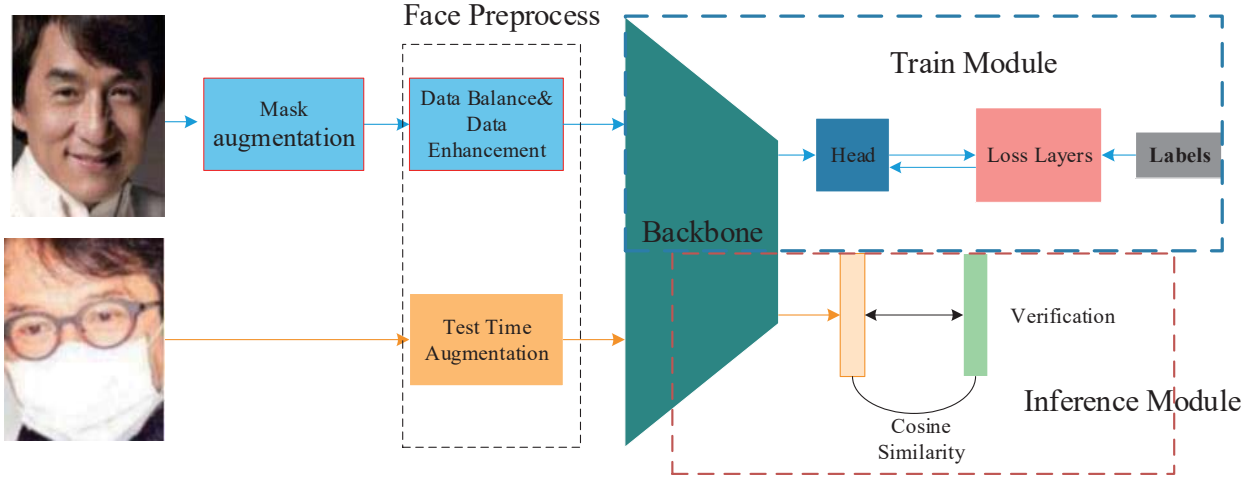 Face Preprocess
Train Module
Mask
augmentation
Data Balance&
Data
Enhancement
Head
Loss Layers
Labels
Backbone
Test Time
Augmentation
Verification
Inference Module
Cosine
Similarity